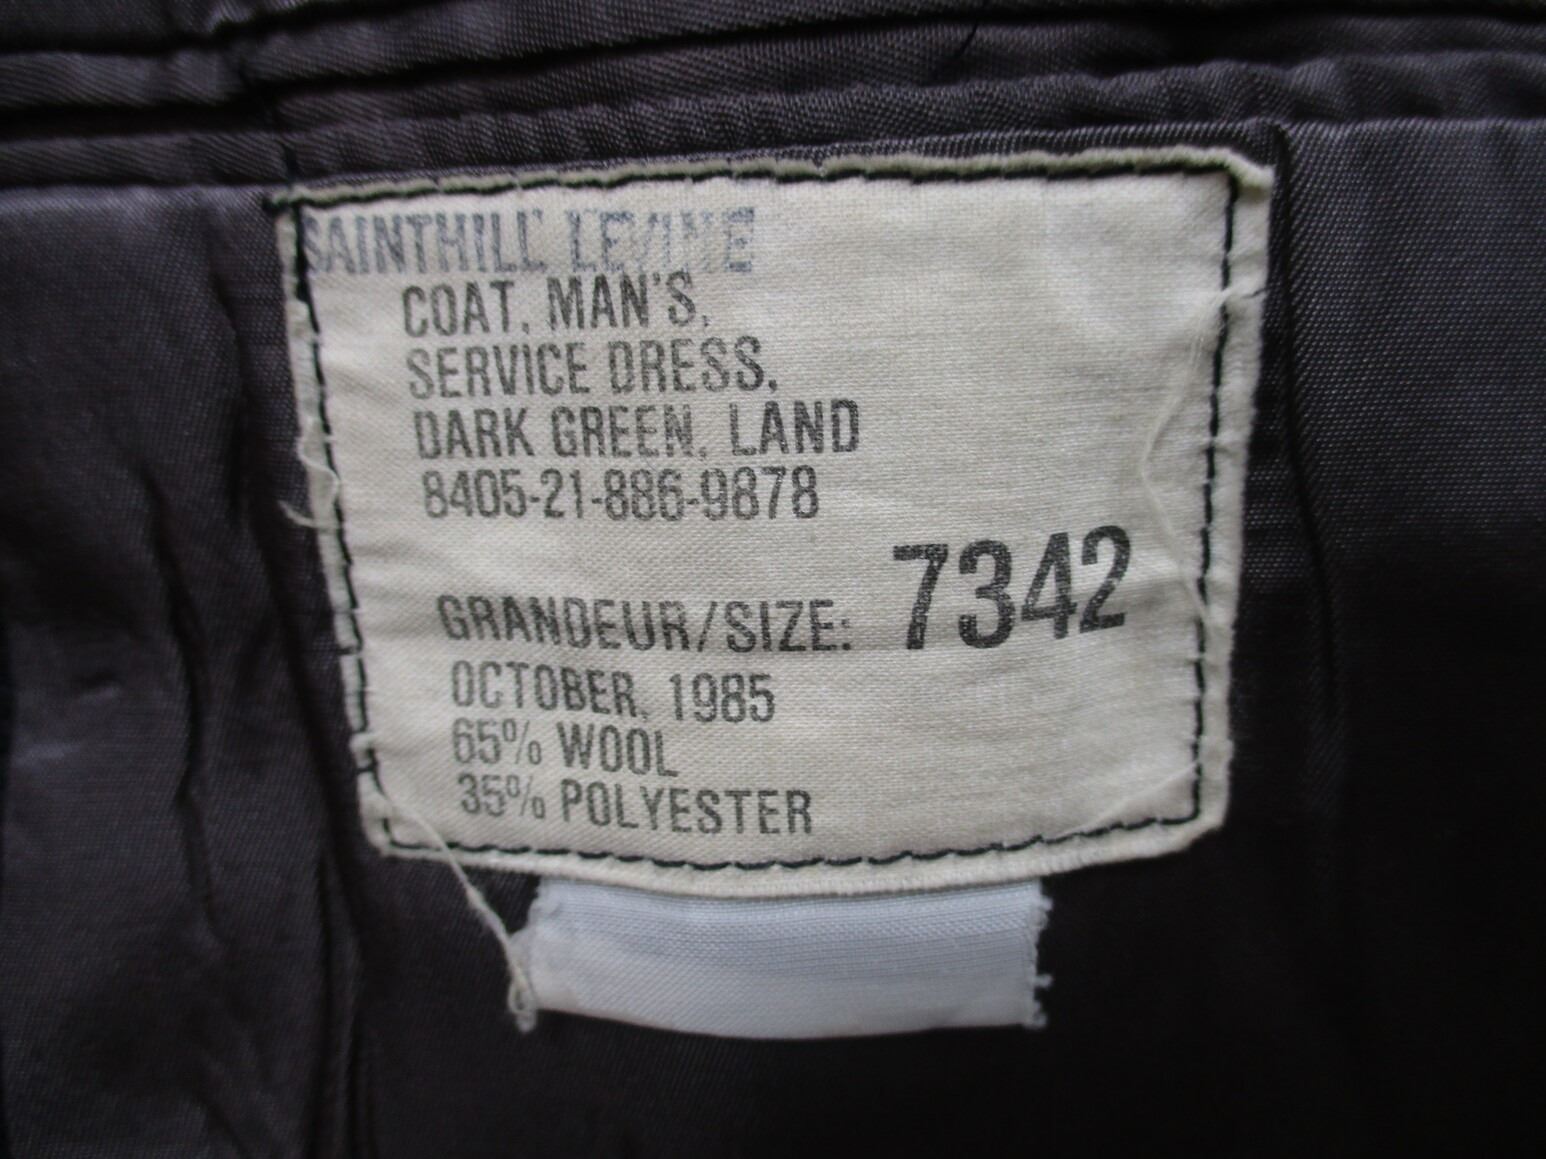 SAINTHILL LEVINE
COAT, MAN'S,
SERVICE DRESS,
DARK GREEN, LAND
8405-21-886-9878
GRANDEUR/SIZE: 7342
OCTOBER, 1985
65% WOOL
35% POLYESTER